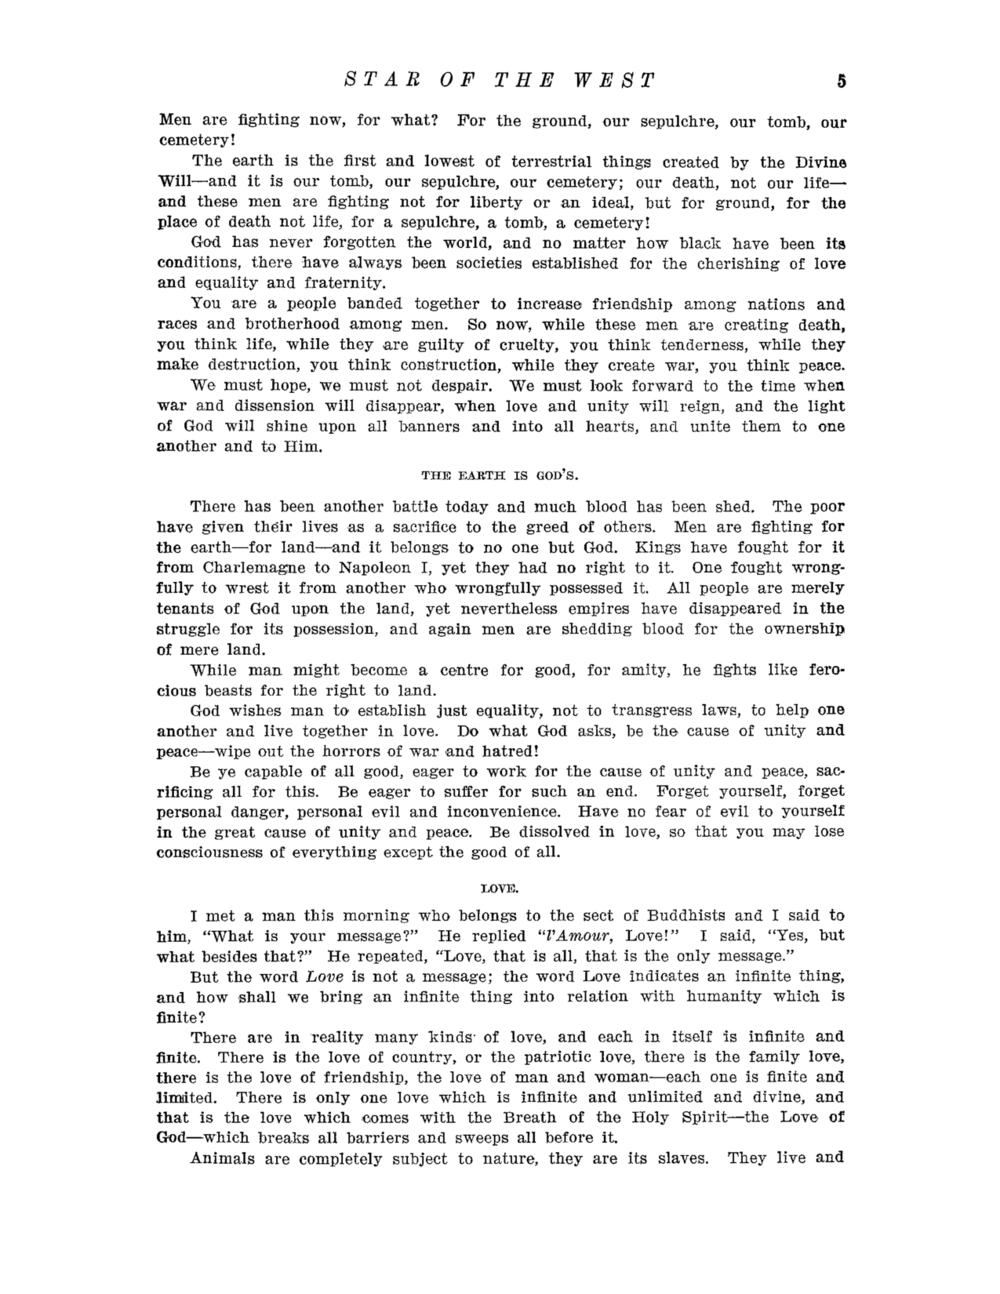 STAR OF THE WEST 5
Men are fighting now, for what? For the ground, our sepulchre, our tomb, our
cemetery!
The earth is the first and lowest of terrestrial things created by the Divine
Will—and it is our tomb, our sepulchre, our cemetery; our death, not our life—
and these men are fighting not for liberty or an ideal, but for ground, for the
place of death not life, for a sepulchre, a tomb, a cemetery!
God has never forgotten the world, and no matter how black have been its
conditions, there have always been societies established for the cherishing of love
and equality and fraternity.
You are a people banded together to increase friendship among nations and
races and brotherhood among men. So now, while these men are creating death,
you think life, while they are guilty of cruelty, you think tenderness, while they
make destruction, you think construction, while they create war, you think peace.
We must hope, we must not despair. We must look forward to the time when
war and dissension will disappear, when love and unity will reign, and the light
of God will shine upon all banners and into all hearts, and unite them to one
another and to Him.
THE EARTH IS GOD'S.
There has been another battle today and much blood has been shed. The poor
have given their lives as a sacrifice to the greed of others. Men are fighting for
the earth—for land—and it belongs to no one but God. Kings have fought for it
from Charlemagne to Napoleon I, yet they had no right to it. One fought wrong-
fully to wrest it from another who wrongfully possessed it. All people are merely
tenants of God upon the land, yet nevertheless empires have disappeared in the
struggle for its possession, and again men are shedding blood for the ownership
of mere land.
While man might become a centre for good, for amity, he fights like fero-
cious beasts for the right to land.
God wishes man to establish just equality, not to transgress laws, to help one
another and live together in love. Do what God asks, be the cause of unity and
peace—wipe out the horrors of war and hatred!
Be ye capable of all good, eager to work for the cause of unity and peace, sac-
rificing all for this. Be eager to suffer for such an end. Forget yourself, forget
personal danger, personal evil and inconvenience. Have no fear of evil to yourself
in the great cause of unity and peace. Be dissolved in love, so that you may lose
consciousness of everything except the good of all.
LOVE.
I met a man this morning who belongs to the sect of Buddhists and I said to
him, "What is your message?" He replied "l'Amour, Love!" I said, "Yes, but
what besides that?" He repeated, "Love, that is all, that is the only message."
But the word Love is not a message; the word Love indicates an infinite thing,
and how shall we bring an infinite thing into relation with humanity which is
finite?
There are in reality many kinds of love, and each in itself is infinite and
finite. There is the love of country, or the patriotic love, there is the family love,
there is the love of friendship, the love of man and woman—each one is finite and
limited. There is only one love which is infinite and unlimited and divine, and
that is the love which comes with the Breath of the Holy Spirit—the Love of
God—which breaks all barriers and sweeps all before it.
Animals are completely subject to nature, they are its slaves. They live and